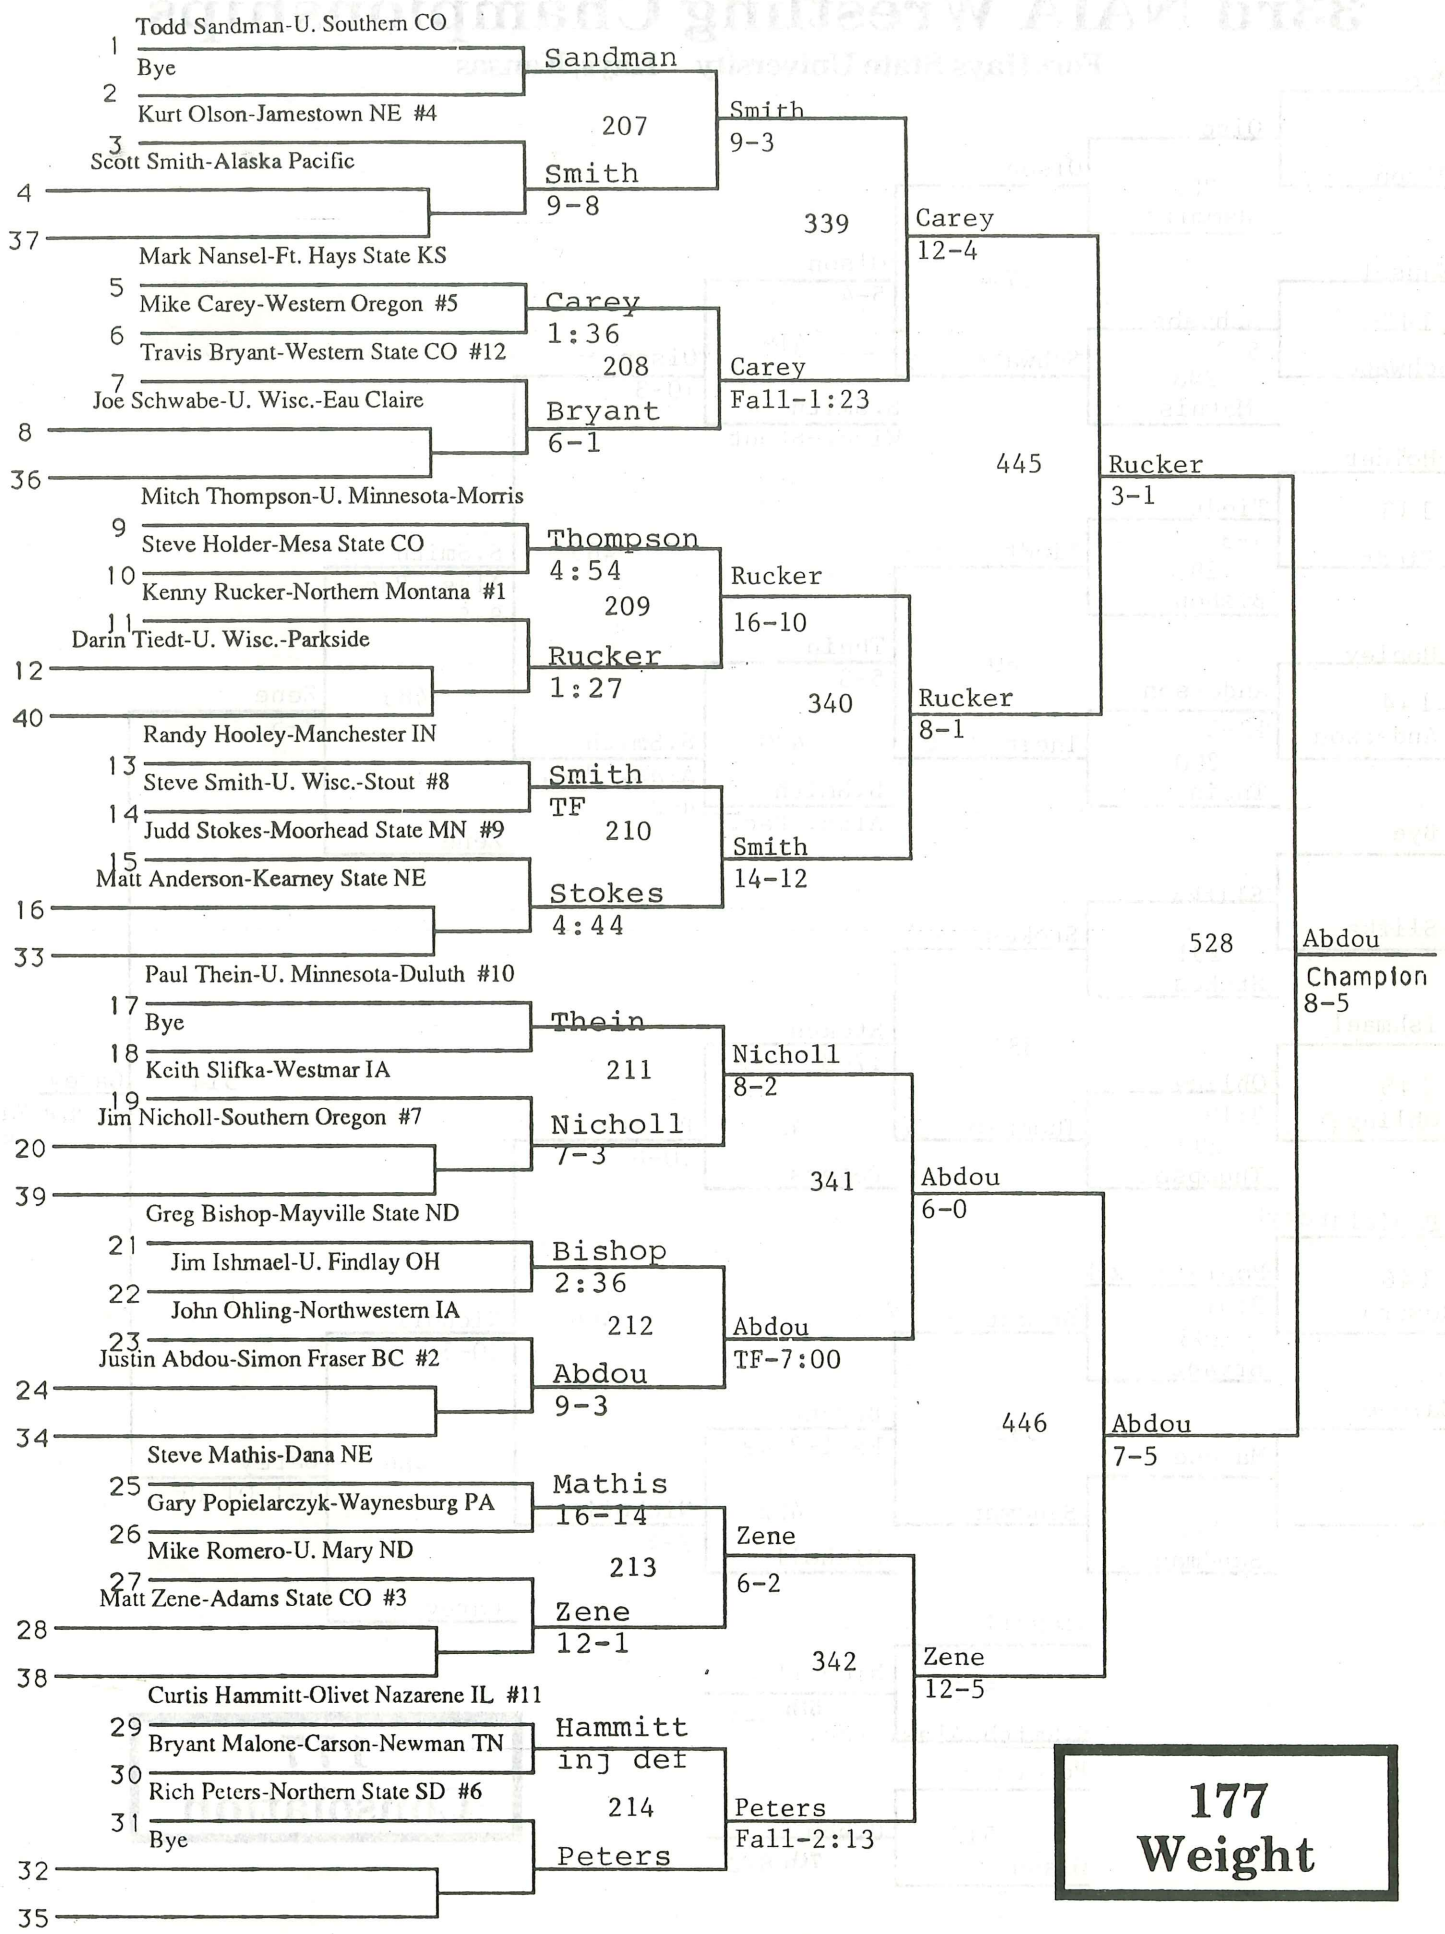 Todd Sandman-U. Southern CO
1
Bye
2
Kurt Olson-Jamestown NE #4
3
Scott Smith-Alaska Pacific
4
37
Mark Nansel-Ft. Hays State KS
5
Mike Carey-Western Oregon #5
6
Travis Bryant-Western State CO #12
7
Joe Schwabe-U. Wisc.-Eau Claire
8
36
Mitch Thompson-U. Minnesota-Morris
9
Steve Holder-Mesa State CO
10
Kenny Rucker-Northern Montana #1
11
Darin Tiedt-U. Wisc.-Parkside
12
40
Randy Hooley-Manchester IN
13
Steve Smith-U. Wisc.-Stout #8
14
Judd Stokes-Moorhead State MN #9
15
Matt Anderson-Kearney State NE
16
33
Paul Thein-U. Minnesota-Duluth #10
17
Bye
18
Keith Slifka-Westmar IA
19
Jim Nicholl-Southern Oregon #7
20
39
Greg Bishop-Mayville State ND
21
Jim Ishmael-U. Findlay OH
22
John Ohling-Northwestern IA
23
Justin Abdou-Simon Fraser BC #2
24
34
Steve Mathis-Dana NE
25
Gary Popielarczyk-Waynesburg PA
26
Mike Romero-U. Mary ND
27
Matt Zene-Adams State CO #3
28
38
Curtis Hammitt-Olivet Nazarene IL #11
29
Bryant Malone-Carson-Newman TN
30
Rich Peters-Northern State SD #6
31
Bye
32
35
Sandman
207
Smith
9-8
Carey
1:36
208
Bryant
6-1
Thompson
4:54
209
Rucker
1:27
Smith
TF
210
Stokes
4:44
Thein
211
Nicholl
7-3
Bishop
2:36
212
Abdou
9-3
Mathis
16-14
213
Zene
12-1
Hammitt
inj def
214
Peters
Smith
9-3
339
Carey
Fall-1:23
Rucker
16-10
340
Smith
14-12
Nicholl
8-2
341
Abdou
TF-7:00
Zene
6-2
342
Peters
Fall-2:13
Carey
12-4
445
Rucker
8-1
Abdou
6-0
446
Zene
12-5
Rucker
3-1
528
Abdou
7-5
Abdou
Champion
8-5
177
Weight